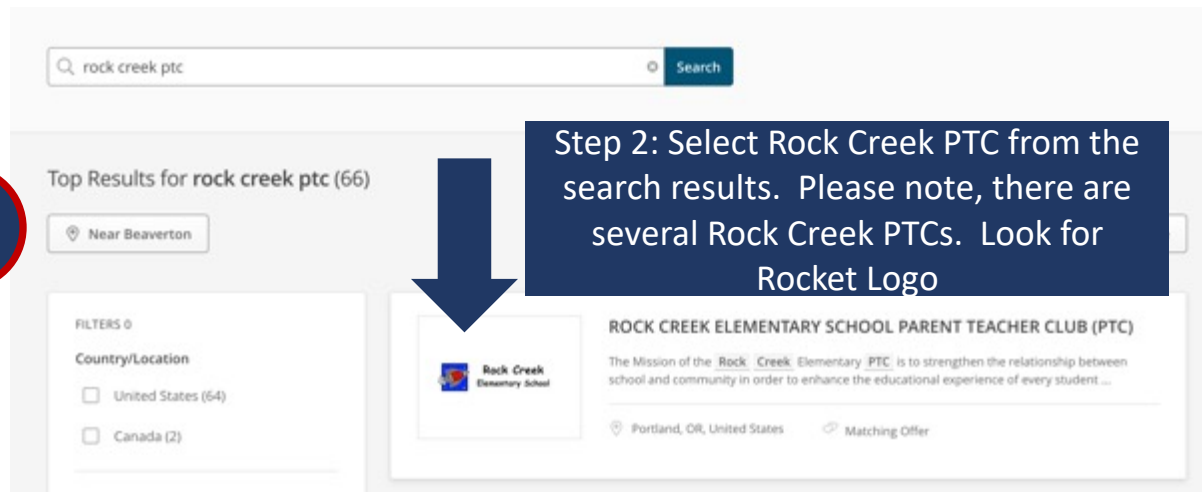 rock creek ptc
Search
Step 2: Select Rock Creek PTC from the
search results.  Please note, there are
several Rock Creek PTCs.  Look for
Rocket Logo
Top Results for rock creek ptc (66)
Near Beaverton
FILTERS 0
Country/Location
United States (64)
Canada (2)
Rock Creek
Elementary School
ROCK CREEK ELEMENTARY SCHOOL PARENT TEACHER CLUB (PTC)
The Mission of the Rock Creek Elementary PTC is to strengthen the relationship between
school and community in order to enhance the educational experience of every student ...
Portland, OR, United States
Matching Offer